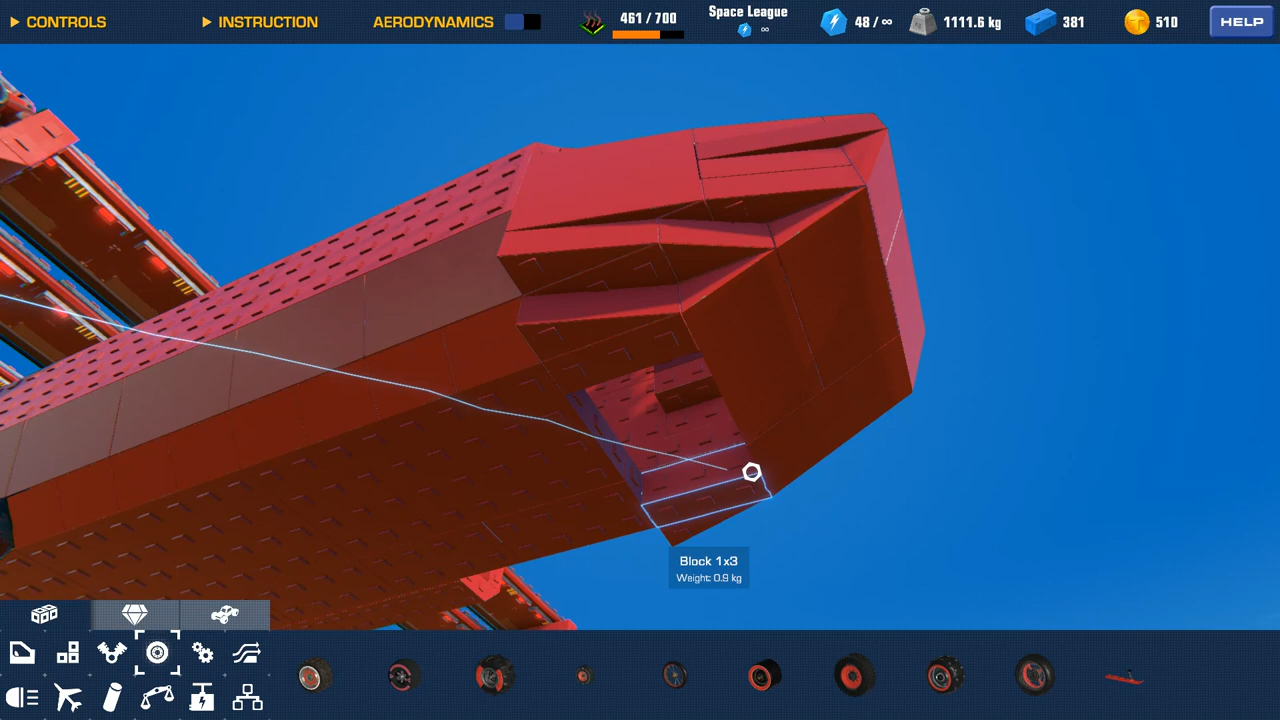 CONTROLS
INSTRUCTION
AERODYNAMICS
461 / 700
Space League
∞
48 / ∞
1111.6 kg
381
510
HELP
Block 1x3
Weight: 0.9 kg